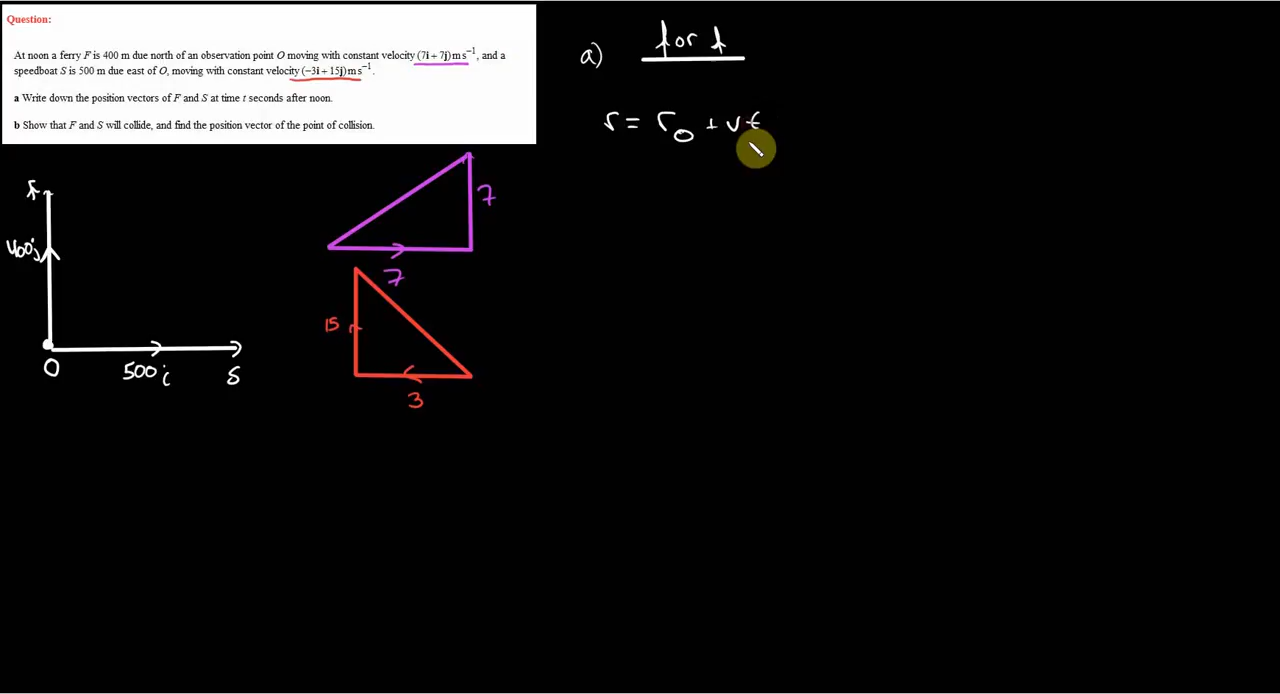 Question:
At noon a ferry F is 400 m due north of an observation point O moving with constant velocity (7i + 7j) m s⁻¹, and a
speedboat S is 500 m due east of O, moving with constant velocity (−3i + 15j) m s⁻¹.
a Write down the position vectors of F and S at time t seconds after noon.
b Show that F and S will collide, and find the position vector of the point of collision.
a) for f
r = r₀ + vt
F
400j
O
500i
S
7
7
15
3